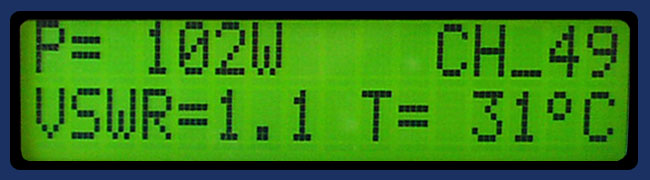 P= 102W CH_49
VSWR=1.1 T= 31°C